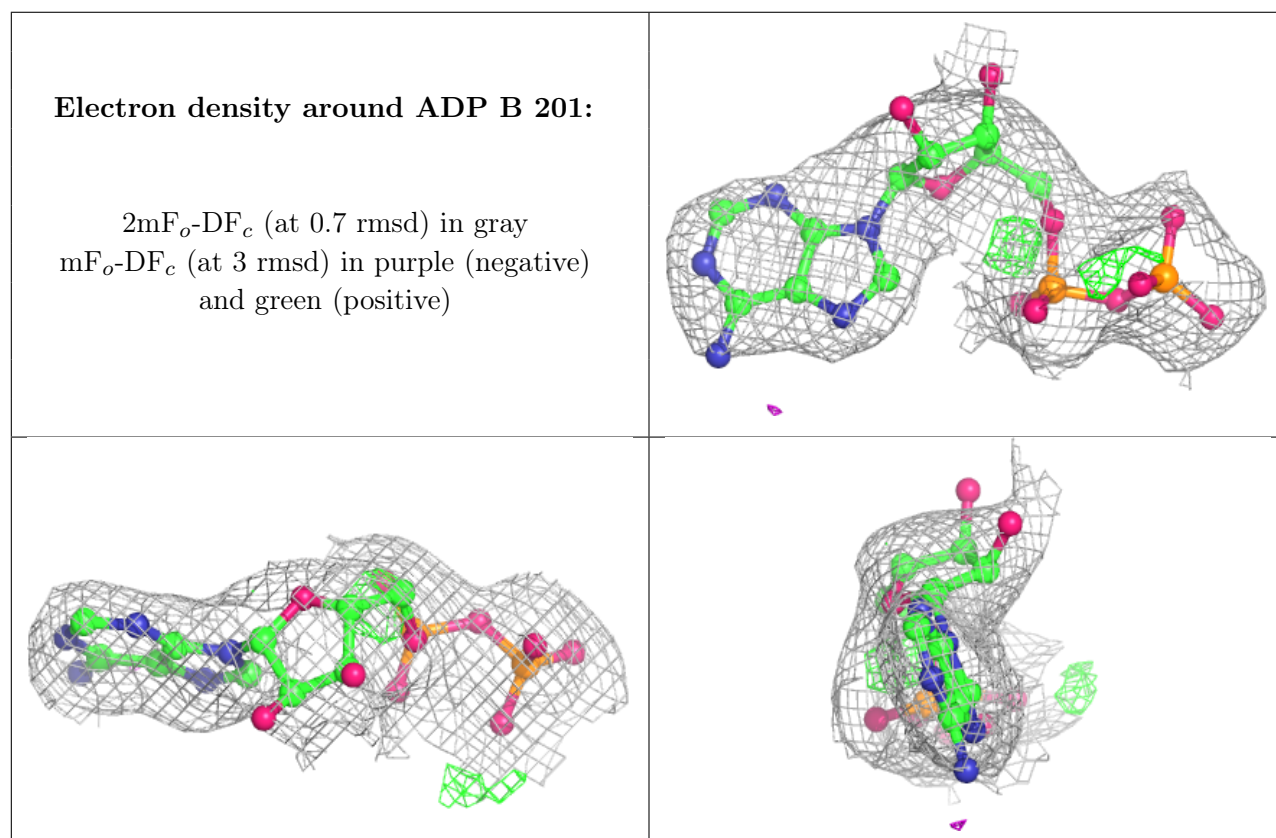 Electron density around ADP B 201:
2mFₒ-DF𝒸 (at 0.7 rmsd) in gray
mFₒ-DF𝒸 (at 3 rmsd) in purple (negative)
and green (positive)